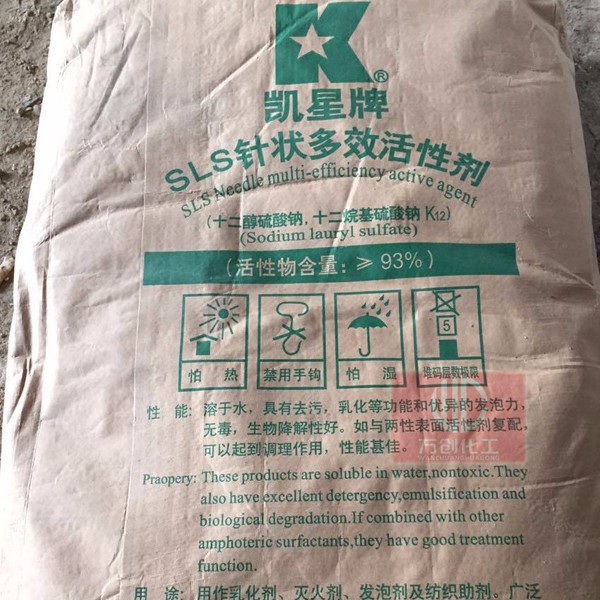 K®
凯星牌
SLS针状多效活性剂
SLS Needle multi-efficiency active agent
(十二醇硫酸钠,十二烷基硫酸钠 K12)
(Sodium lauryl sulfate)
(活性物含量:≥ 93%)
5
怕 热 禁用手钩 怕 湿 堆码层数极限
性 能: 溶于水,具有去污,乳化等功能和优异的发泡力,
无毒,生物降解性好。如与两性表面活性剂复配,
可以起到调理作用,性能甚佳。
万创化工
Praopery: These products are soluble in water,nontoxic.They
also have excellent detergency,emulsification and
biological degradation.If combined with other
amphoteric surfactants,they have good treatment
function.
用 途: 用作乳化剂、灭火剂、发泡剂及纺织助剂。广泛